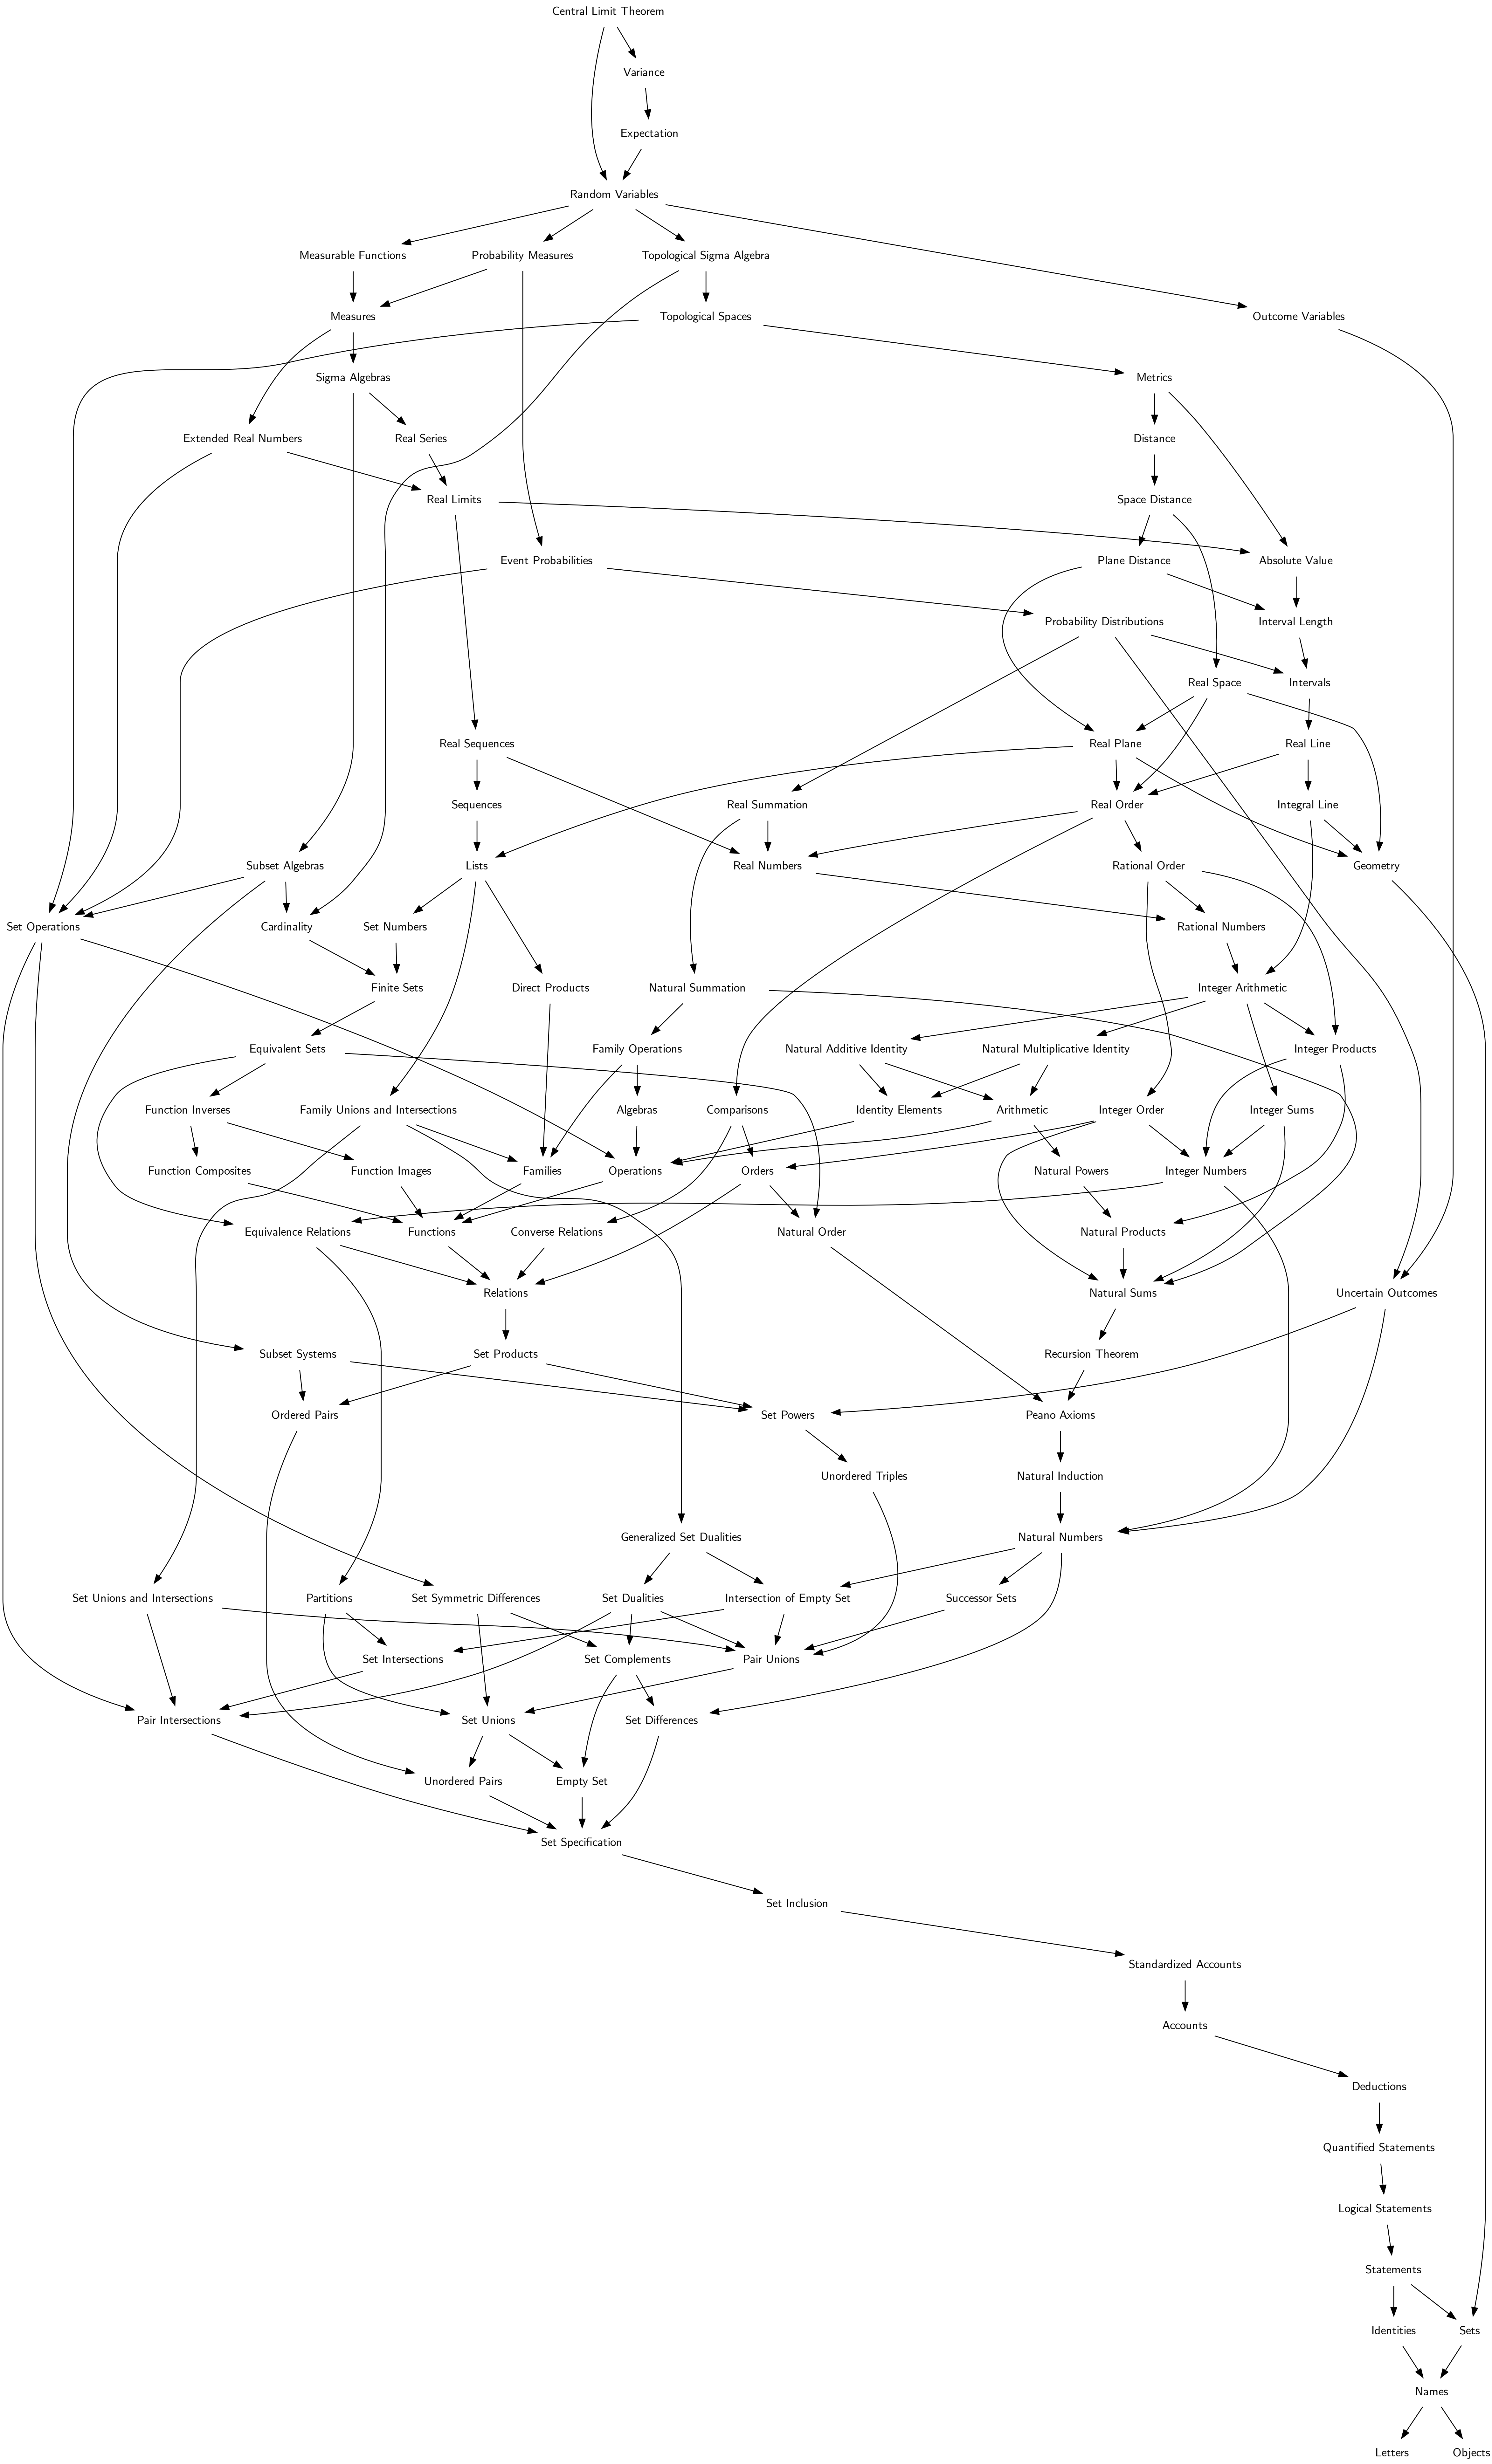 Central Limit Theorem
Variance
Expectation
Random Variables
Measurable Functions
Probability Measures
Topological Sigma Algebra
Measures
Topological Spaces
Outcome Variables
Sigma Algebras
Metrics
Extended Real Numbers
Real Series
Distance
Real Limits
Space Distance
Event Probabilities
Plane Distance
Absolute Value
Probability Distributions
Interval Length
Real Space
Intervals
Real Sequences
Real Plane
Real Line
Sequences
Real Summation
Real Order
Integral Line
Subset Algebras
Lists
Real Numbers
Rational Order
Geometry
Set Operations
Cardinality
Set Numbers
Rational Numbers
Finite Sets
Direct Products
Natural Summation
Integer Arithmetic
Equivalent Sets
Family Operations
Natural Additive Identity
Natural Multiplicative Identity
Integer Products
Function Inverses
Family Unions and Intersections
Algebras
Comparisons
Identity Elements
Arithmetic
Integer Order
Integer Sums
Function Composites
Function Images
Families
Operations
Orders
Natural Powers
Integer Numbers
Equivalence Relations
Functions
Converse Relations
Natural Order
Natural Products
Relations
Natural Sums
Uncertain Outcomes
Subset Systems
Set Products
Recursion Theorem
Ordered Pairs
Set Powers
Peano Axioms
Unordered Triples
Natural Induction
Generalized Set Dualities
Natural Numbers
Set Unions and Intersections
Partitions
Set Symmetric Differences
Set Dualities
Intersection of Empty Set
Successor Sets
Set Intersections
Set Complements
Pair Unions
Pair Intersections
Set Unions
Set Differences
Unordered Pairs
Empty Set
Set Specification
Set Inclusion
Standardized Accounts
Accounts
Deductions
Quantified Statements
Logical Statements
Statements
Identities
Sets
Names
Letters
Objects